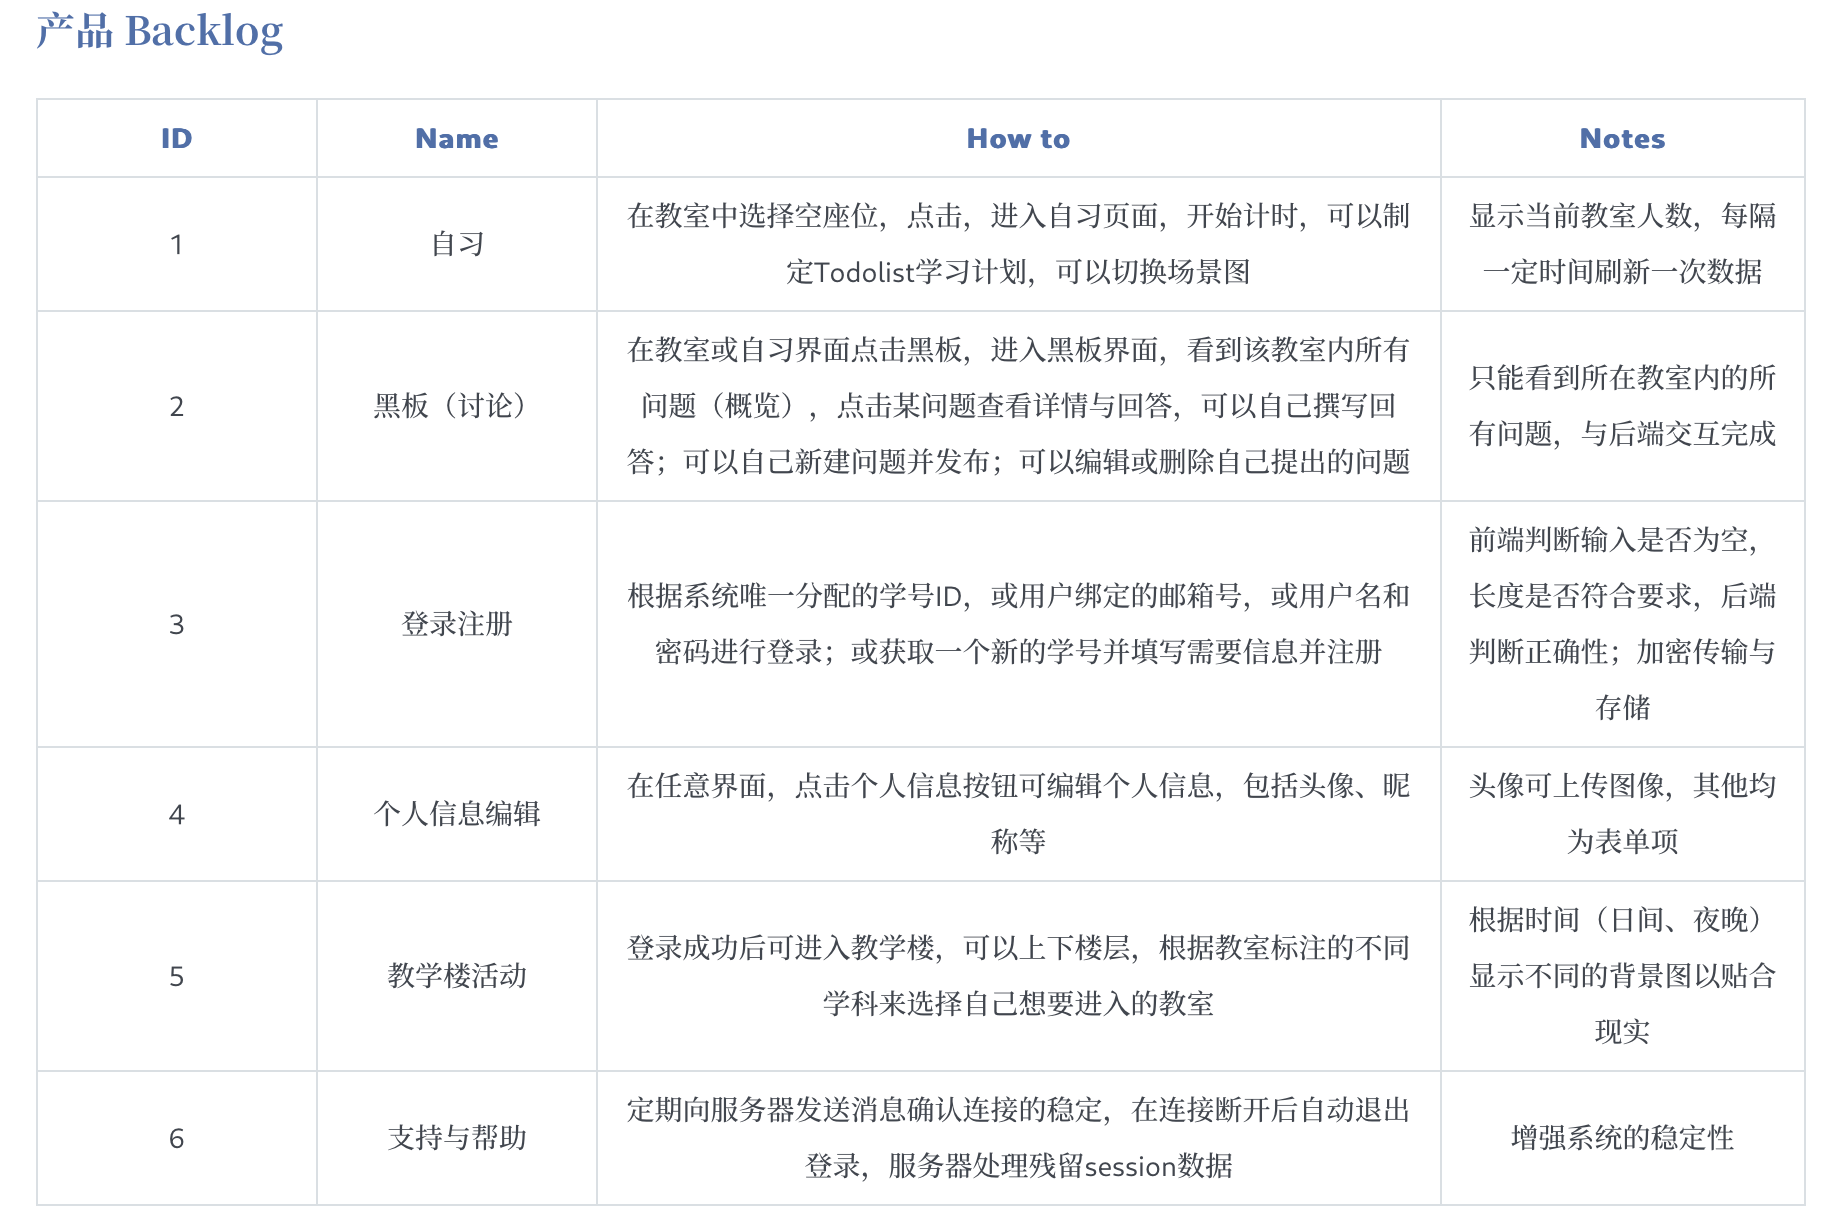 产品 Backlog
ID
Name
How to
Notes
1
自习
在教室中选择空座位，点击，进入自习页面，开始计时，可以制
定Todolist学习计划，可以切换场景图
显示当前教室人数，每隔
一定时间刷新一次数据
2
黑板（讨论）
在教室或自习界面点击黑板，进入黑板界面，看到该教室内所有
问题（概览），点击某问题查看详情与回答，可以自己撰写回
答；可以自己新建问题并发布；可以编辑或删除自己提出的问题
只能看到所在教室内的所
有问题，与后端交互完成
3
登录注册
根据系统唯一分配的学号ID，或用户绑定的邮箱号，或用户名和
密码进行登录；或获取一个新的学号并填写需要信息并注册
前端判断输入是否为空，
长度是否符合要求，后端
判断正确性；加密传输与
存储
4
个人信息编辑
在任意界面，点击个人信息按钮可编辑个人信息，包括头像、昵
称等
头像可上传图像，其他均
为表单项
5
教学楼活动
登录成功后可进入教学楼，可以上下楼层，根据教室标注的不同
学科来选择自己想要进入的教室
根据时间（日间、夜晚）
显示不同的背景图以贴合
现实
6
支持与帮助
定期向服务器发送消息确认连接的稳定，在连接断开后自动退出
登录，服务器处理残留session数据
增强系统的稳定性